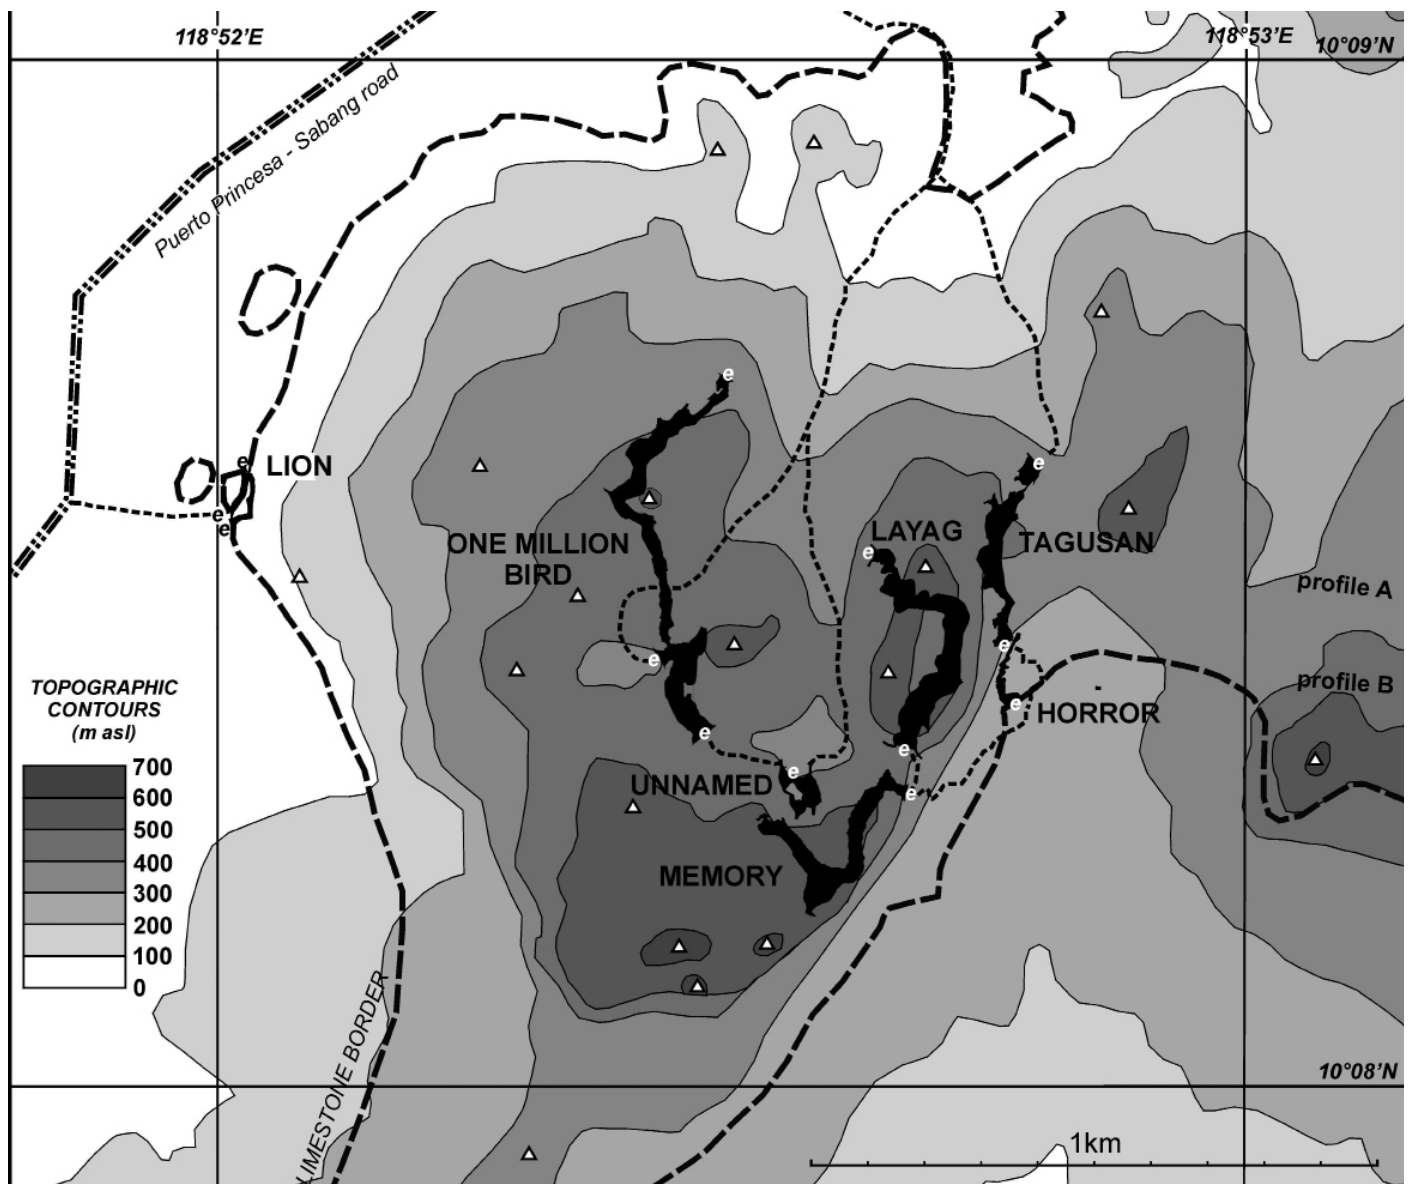 118°52'E
118°53'E
10°09'N
Puerto Princesa - Sabang road
e
e
LION
e
e
e
ONE MILLION
BIRD
LAYAG
e
TAGUSAN
profile A
e
e
TOPOGRAPHIC
CONTOURS
(m asl)
profile B
e
HORROR
e
e
UNNAMED
e
e
700
600
500
400
300
200
100
0
MEMORY
LIMESTONE BORDER
10°08'N
1km